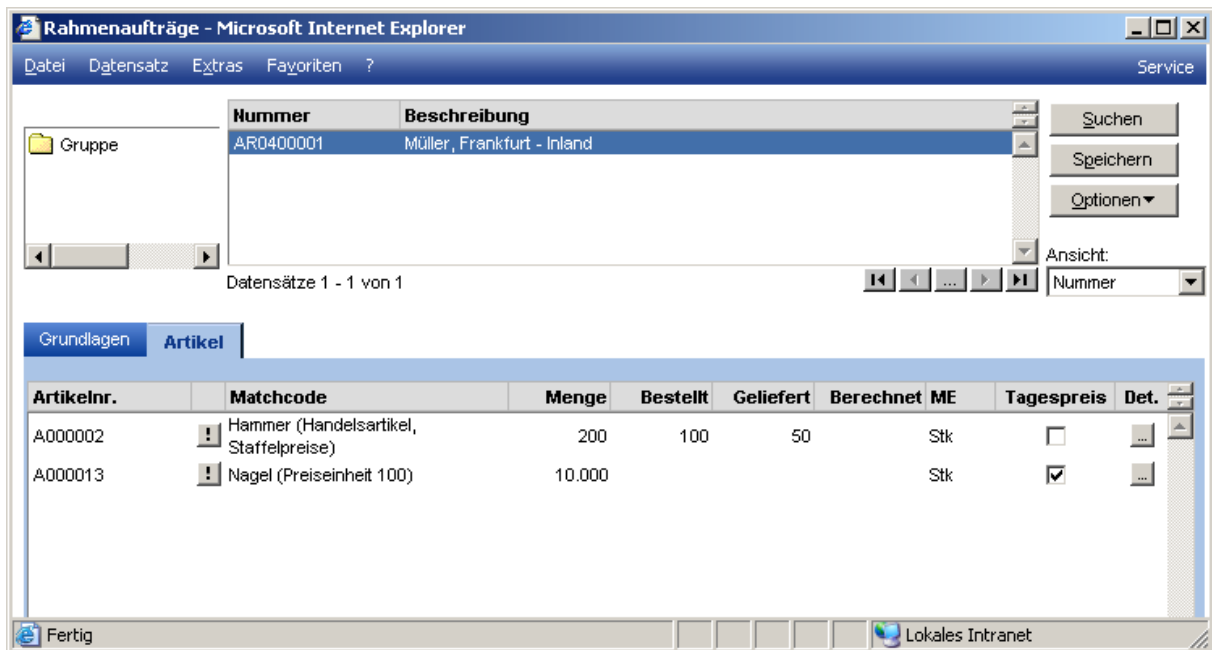 Rahmenaufträge - Microsoft Internet Explorer
Datei Datensatz Extras Favoriten ? Service
Nummer Beschreibung
Suchen
Gruppe
AR0400001 Müller, Frankfurt - Inland
Speichern
Optionen
Ansicht:
Datensätze 1 - 1 von 1
...
Nummer
Grundlagen Artikel
Artikelnr. Matchcode Menge Bestellt Geliefert Berechnet ME Tagespreis Det.
A000002 ! Hammer (Handelsartikel, Staffelpreise) 200 100 50 Stk ...
A000013 ! Nagel (Preiseinheit 100) 10.000 Stk ...
Fertig Lokales Intranet